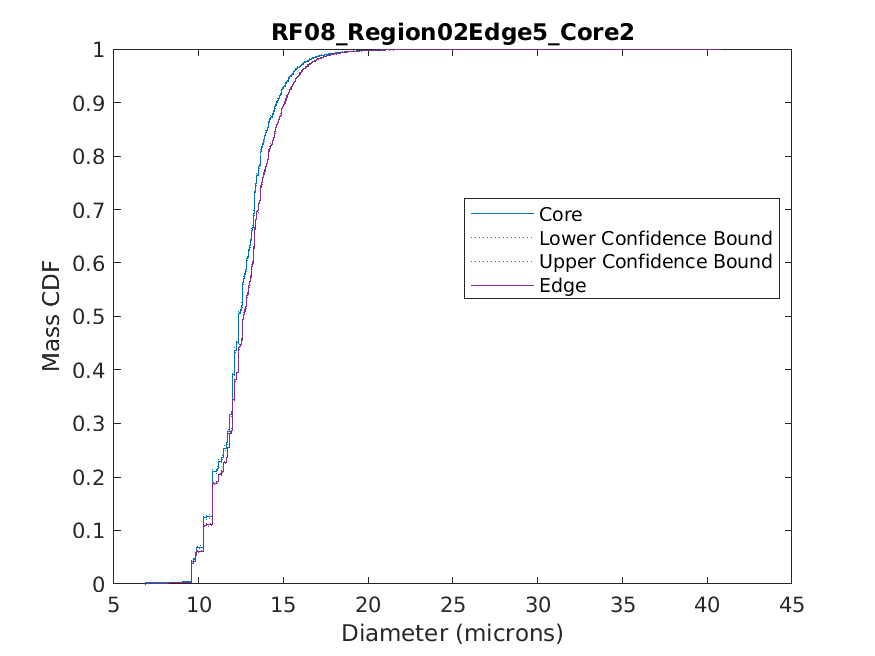 RF08_Region02Edge5_Core2
1
0.9
0.8
0.7
0.6
0.5
0.4
0.3
0.2
0.1
0
Mass CDF
Core
Lower Confidence Bound
Upper Confidence Bound
Edge
5 10 15 20 25 30 35 40 45
Diameter (microns)